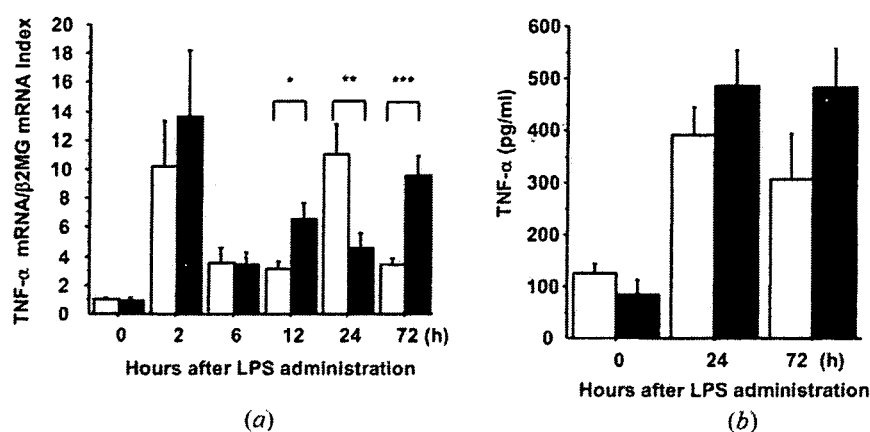 TNF-α mRNA/β2MG mRNA Index
20
18
16
14
12
10
8
6
4
2
0
* ** ***
0 2 6 12 24 72 (h)
Hours after LPS administration
(a)
TNF-α (pg/ml)
600
500
400
300
200
100
0
0 24 72 (h)
Hours after LPS administration
(b)